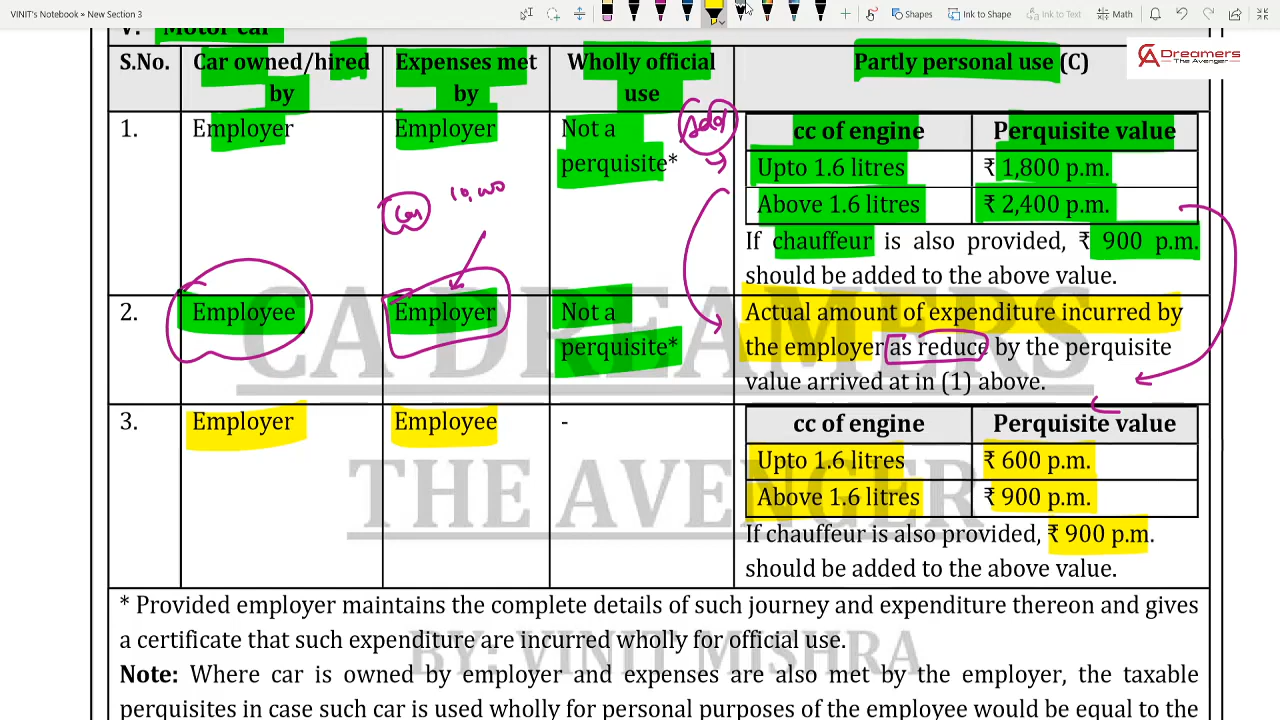 VINIT's Notebook » New Section 3
Shapes Ink to Shape Ink to Text Math
V. Motor car
Dreamers
The Avenger
S.No. Car owned/hired by Expenses met by Wholly official use Partly personal use (C)
1. Employer Employer Not a perquisite*
cc of engine Perquisite value
Upto 1.6 litres ₹ 1,800 p.m.
Above 1.6 litres ₹ 2,400 p.m.
If chauffeur is also provided, ₹ 900 p.m.
should be added to the above value.
Car 10,000
2. Employee Employer Not a perquisite*
Actual amount of expenditure incurred by
the employer as reduce by the perquisite
value arrived at in (1) above.
3. Employer Employee -
cc of engine Perquisite value
Upto 1.6 litres ₹ 600 p.m.
Above 1.6 litres ₹ 900 p.m.
If chauffeur is also provided, ₹ 900 p.m.
should be added to the above value.
CA DREAMERS
THE AVENGER
BY: VINIT MISHRA
* Provided employer maintains the complete details of such journey and expenditure thereon and gives
a certificate that such expenditure are incurred wholly for official use.
Note: Where car is owned by employer and expenses are also met by the employer, the taxable
perquisites in case such car is used wholly for personal purposes of the employee would be equal to the